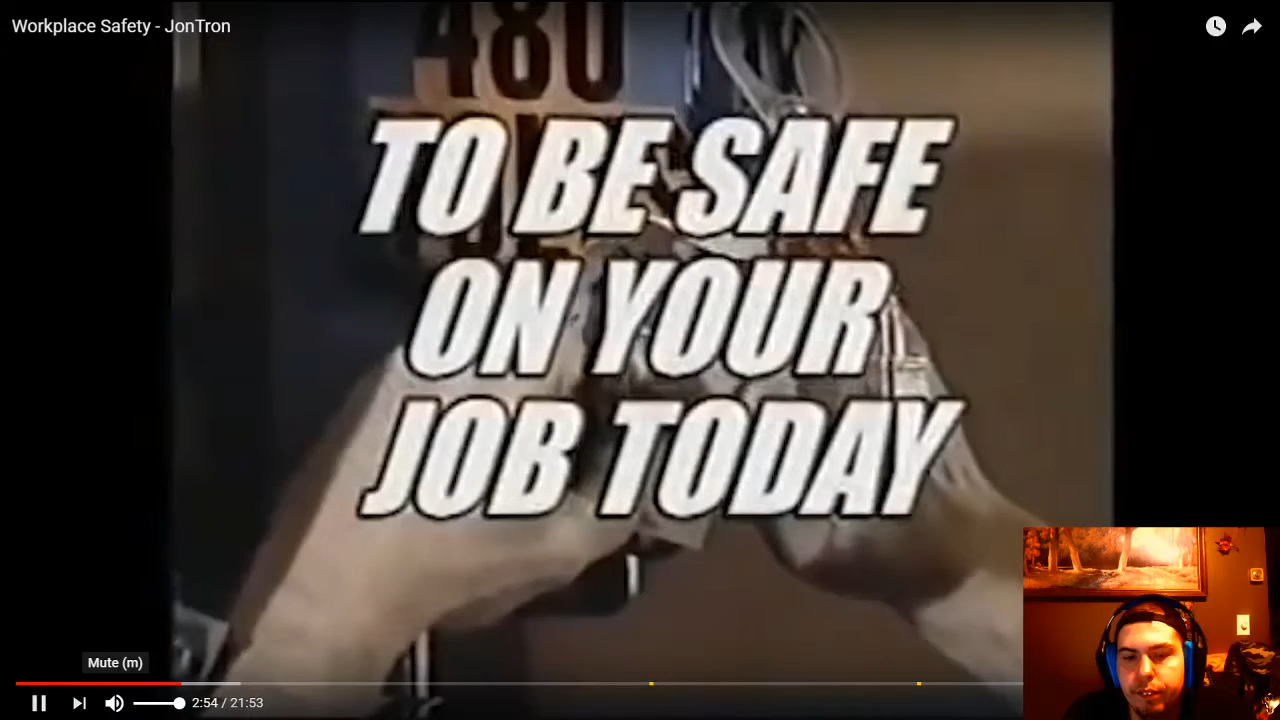 Workplace Safety - JonTron
480
TO BE SAFE
ON YOUR
JOB TODAY
Mute (m)
2:54 / 21:53